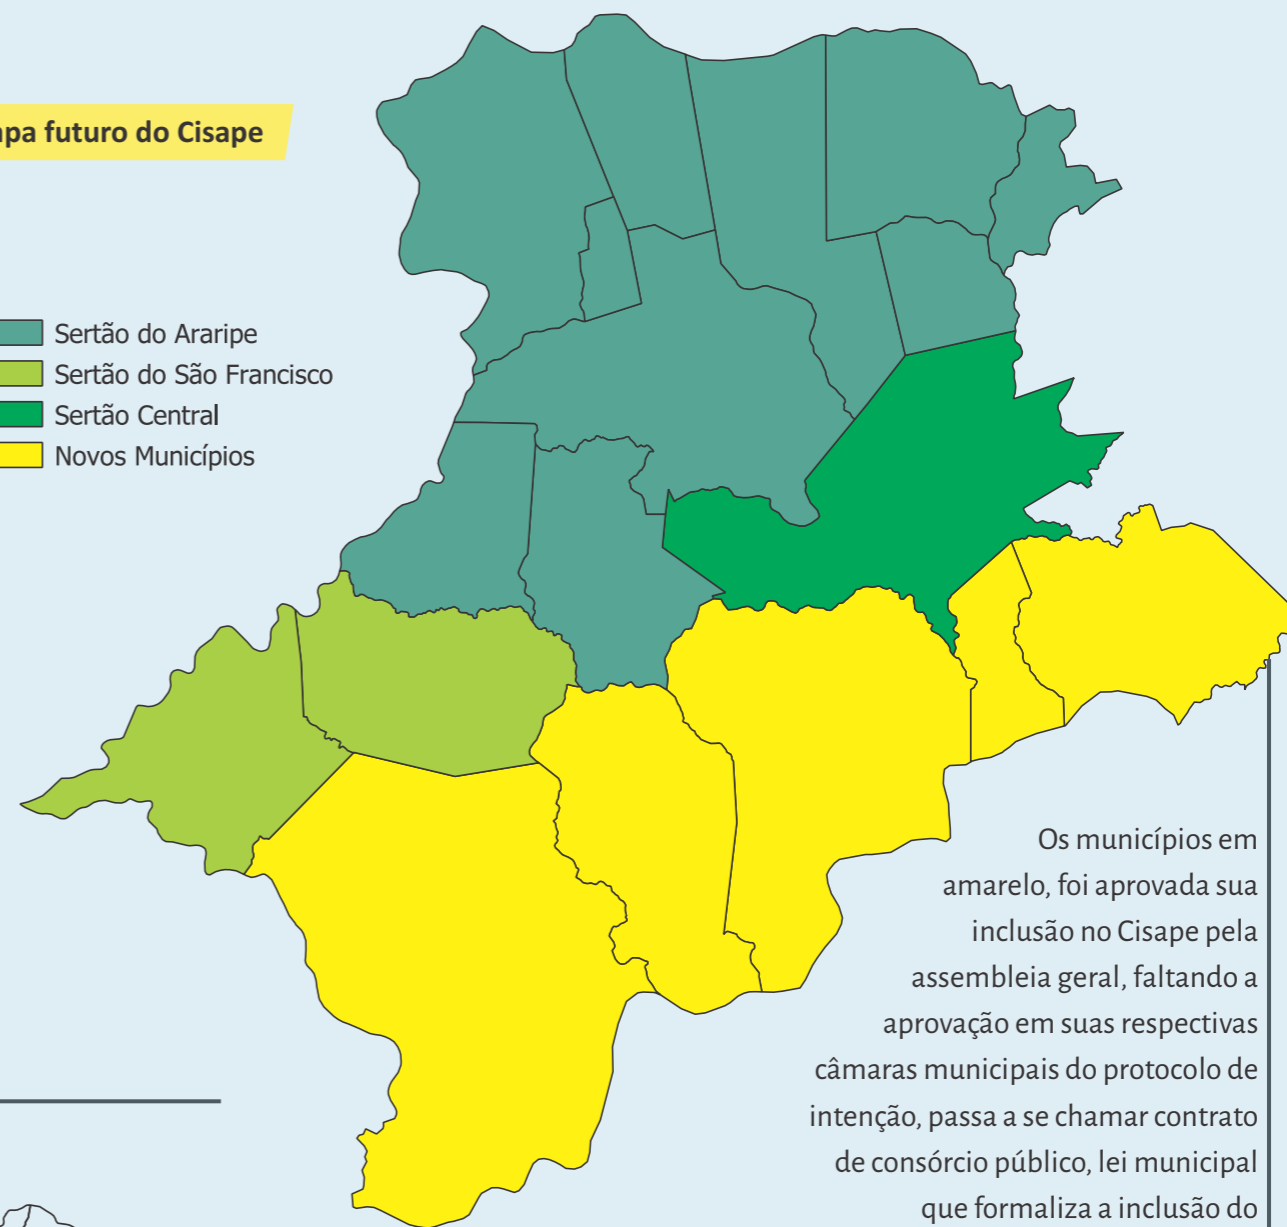 apa futuro do Cisape
Sertão do Araripe
Sertão do São Francisco
Sertão Central
Novos Municípios
Os municípios em
amarelo, foi aprovada sua
inclusão no Cisape pela
assembleia geral, faltando a
aprovação em suas respectivas
câmaras municipais do protocolo de
intenção, passa a se chamar contrato
de consórcio público, lei municipal
que formaliza a inclusão do